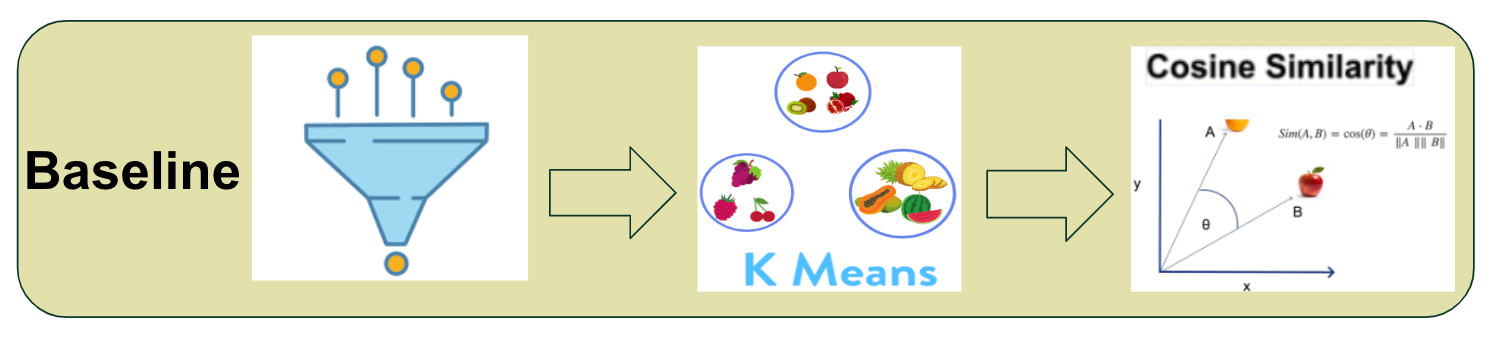 Baseline
K Means
Cosine Similarity
A
Sim(A, B) = cos(θ) = A · B / ‖A ‖‖ B‖
y
B
θ
x